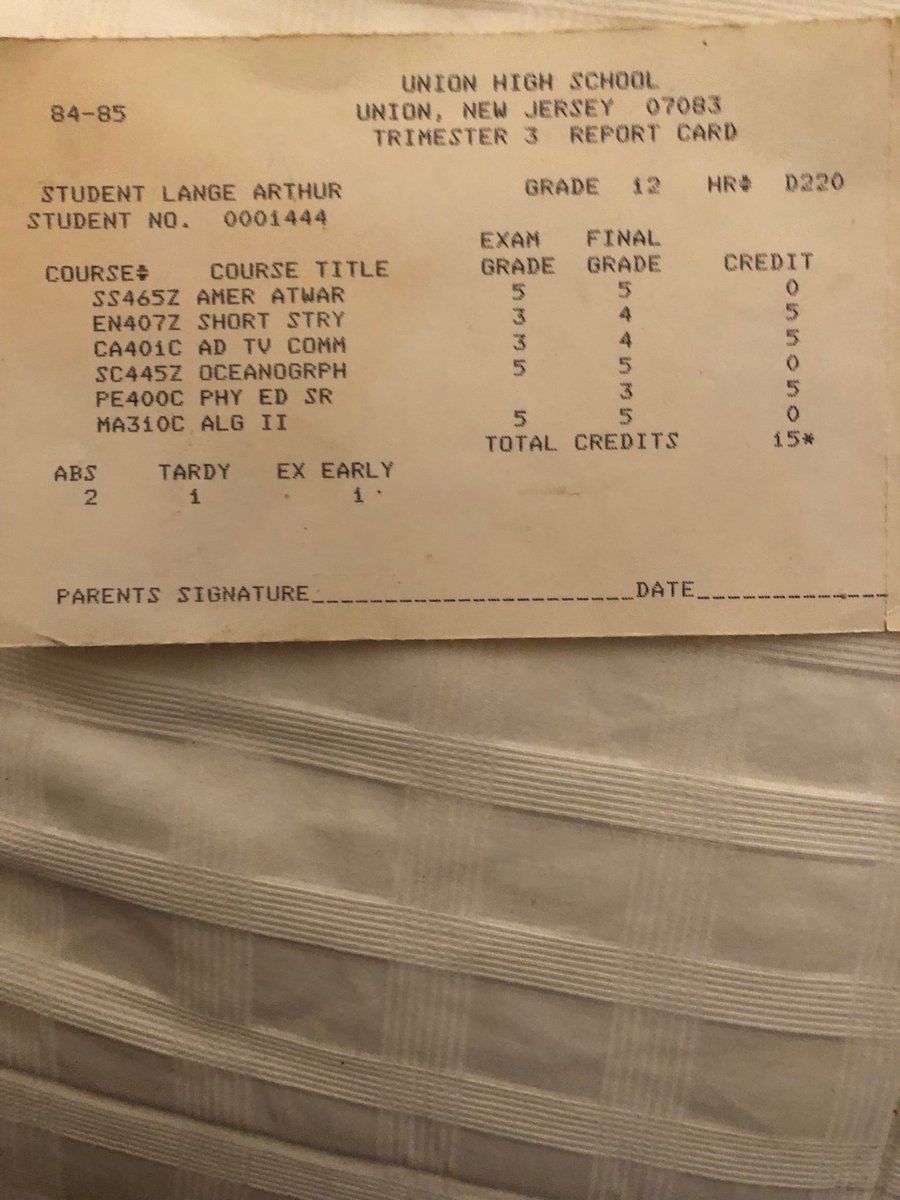 UNION HIGH SCHOOL
84-85 UNION, NEW JERSEY 07083
TRIMESTER 3 REPORT CARD
STUDENT LANGE ARTHUR GRADE 12 HR# D220
STUDENT NO. 0001444
EXAM FINAL
COURSE# COURSE TITLE GRADE GRADE CREDIT
SS465Z AMER ATWAR 5 5 0
EN407Z SHORT STRY 3 4 5
CA401C AD TV COMM 3 4 5
SC445Z OCEANOGRPH 5 5 0
PE400C PHY ED SR 3 5
MA310C ALG II 5 5 0
TOTAL CREDITS 15*
ABS TARDY EX EARLY
2 1 1
PARENTS SIGNATURE______________________DATE______________